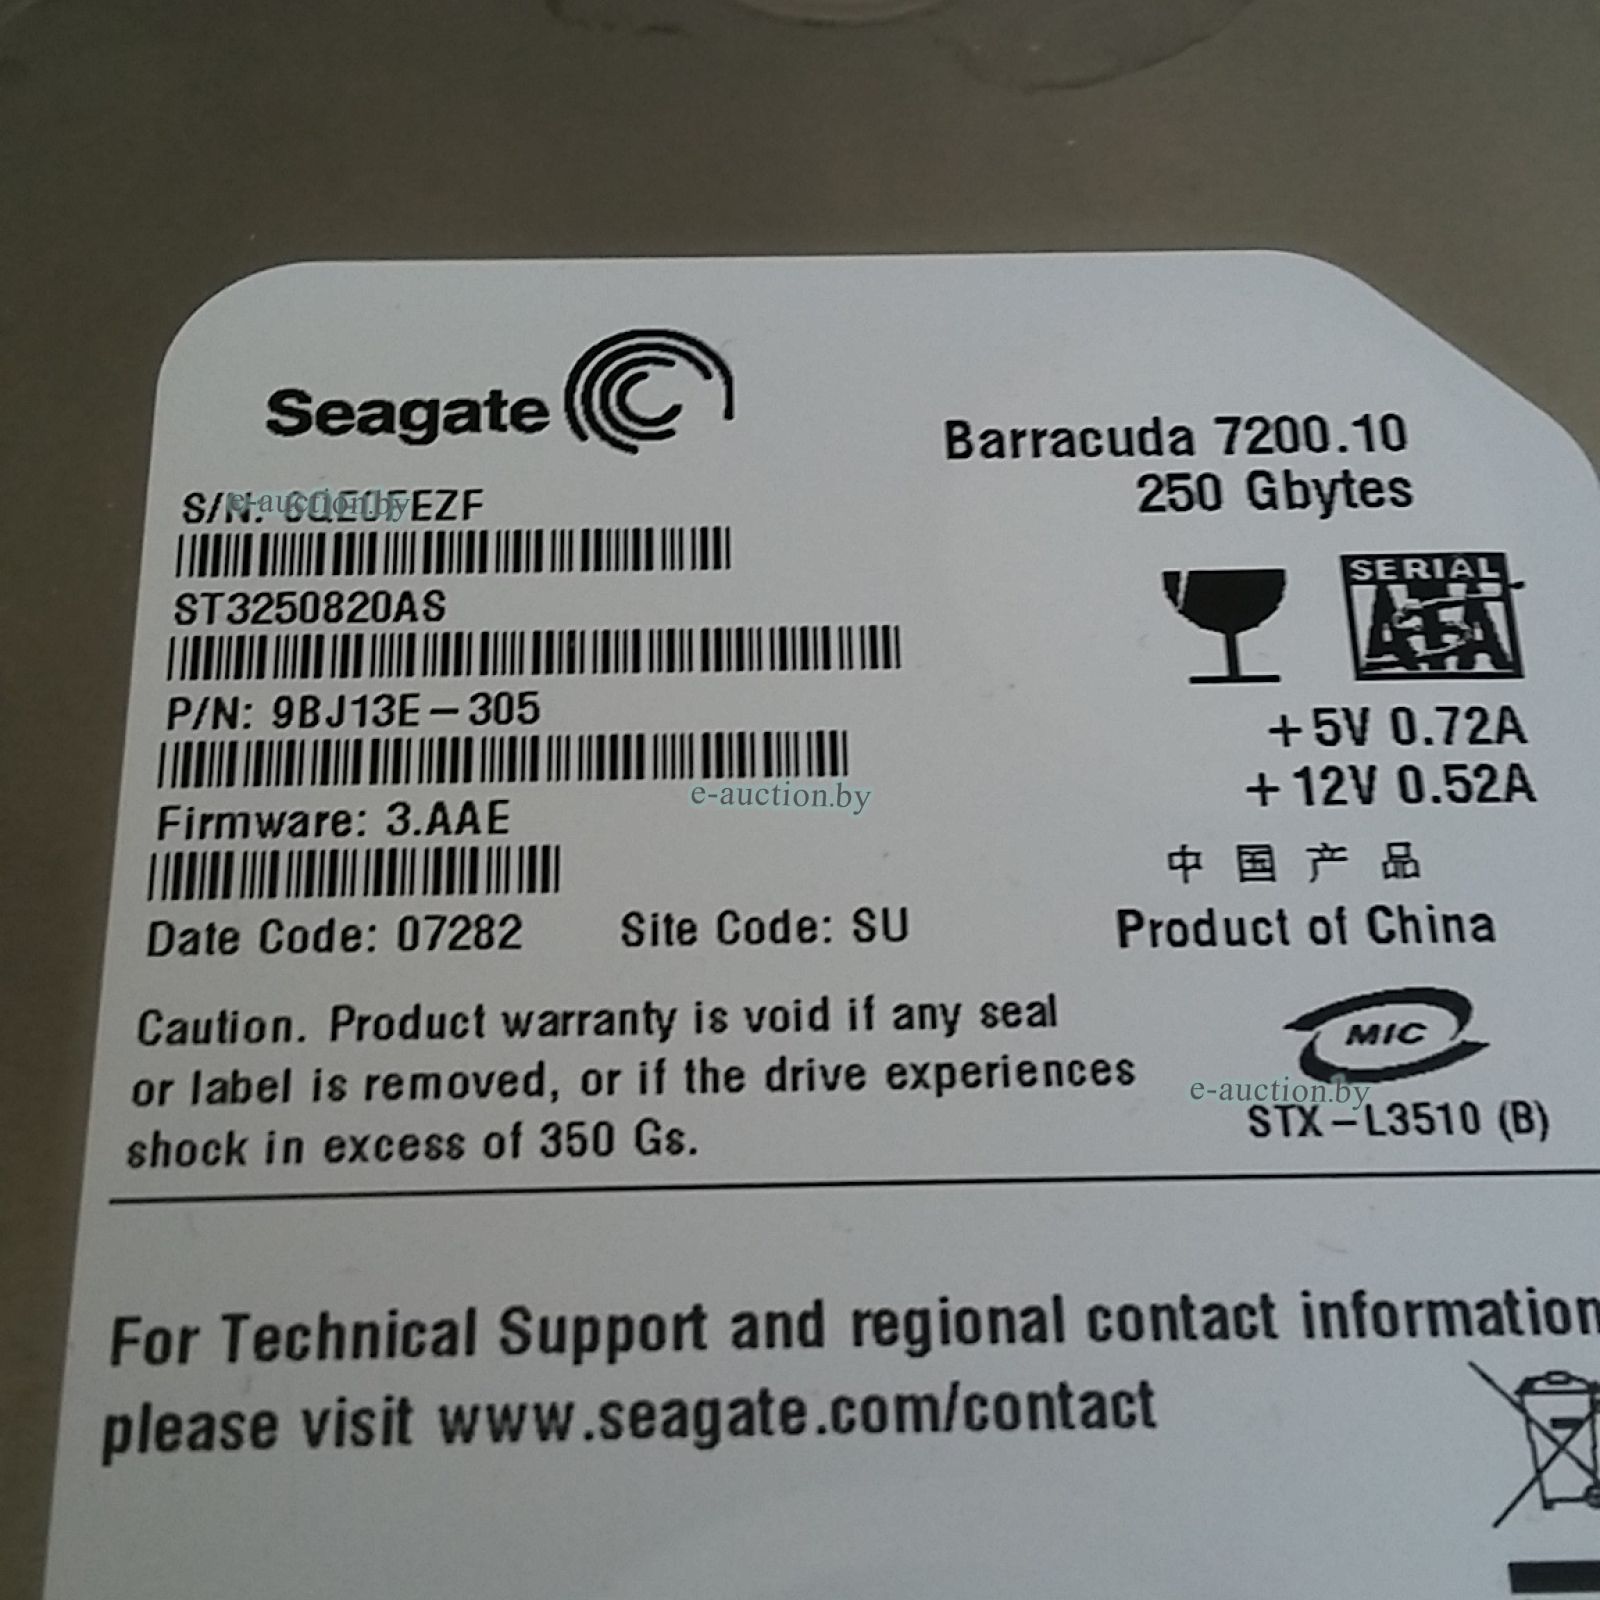 Seagate
Barracuda 7200.10
250 Gbytes
S/N:
e-auction.by
ST3250820AS
SERIAL
ATA
P/N: 9BJ13E-305
+5V 0.72A
+12V 0.52A
e-auction.by
Firmware: 3.AAE
中国产品
Date Code: 07282 Site Code: SU
Product of China
Caution. Product warranty is void if any seal
or label is removed, or if the drive experiences
shock in excess of 350 Gs.
MIC
e-auction.by
STX-L3510 (B)
For Technical Support and regional contact information
please visit www.seagate.com/contact